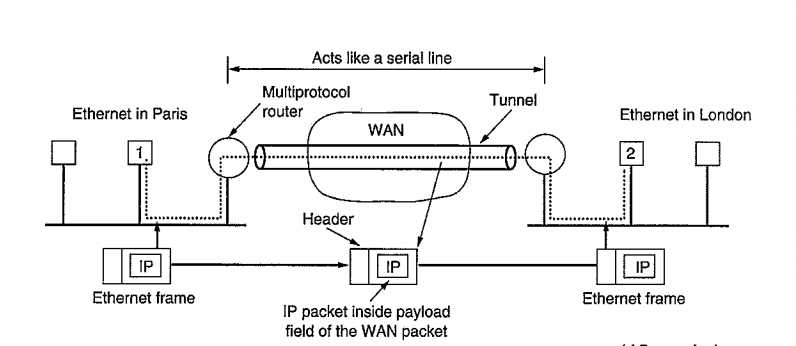 Acts like a serial line
Multiprotocol
router
Ethernet in Paris
Tunnel
Ethernet in London
WAN
1
2
Header
IP
IP
IP
Ethernet frame
Ethernet frame
IP packet inside payload
field of the WAN packet